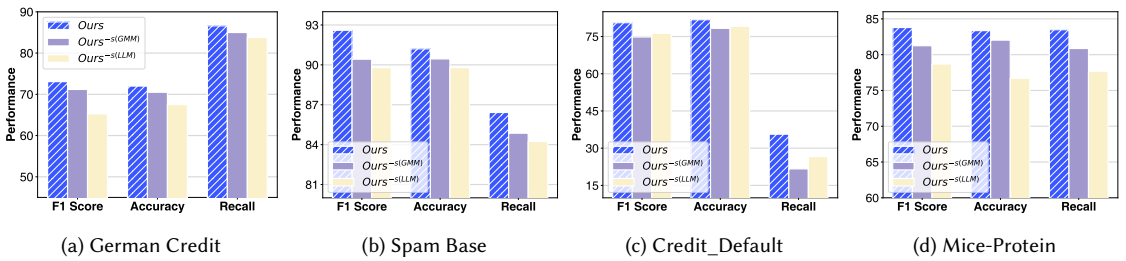 90
80
70
60
50
Performance
Ours
Ours^{-s(GMM)}
Ours^{-s(LLM)}
F1 Score Accuracy Recall
(a) German Credit
93
90
87
84
81
Performance
Ours
Ours^{-s(GMM)}
Ours^{-s(LLM)}
F1 Score Accuracy Recall
(b) Spam Base
75
60
45
30
15
Performance
Ours
Ours^{-s(GMM)}
Ours^{-s(LLM)}
F1 Score Accuracy Recall
(c) Credit_Default
85
80
75
70
65
60
Performance
Ours
Ours^{-s(GMM)}
Ours^{-s(LLM)}
F1 Score Accuracy Recall
(d) Mice-Protein